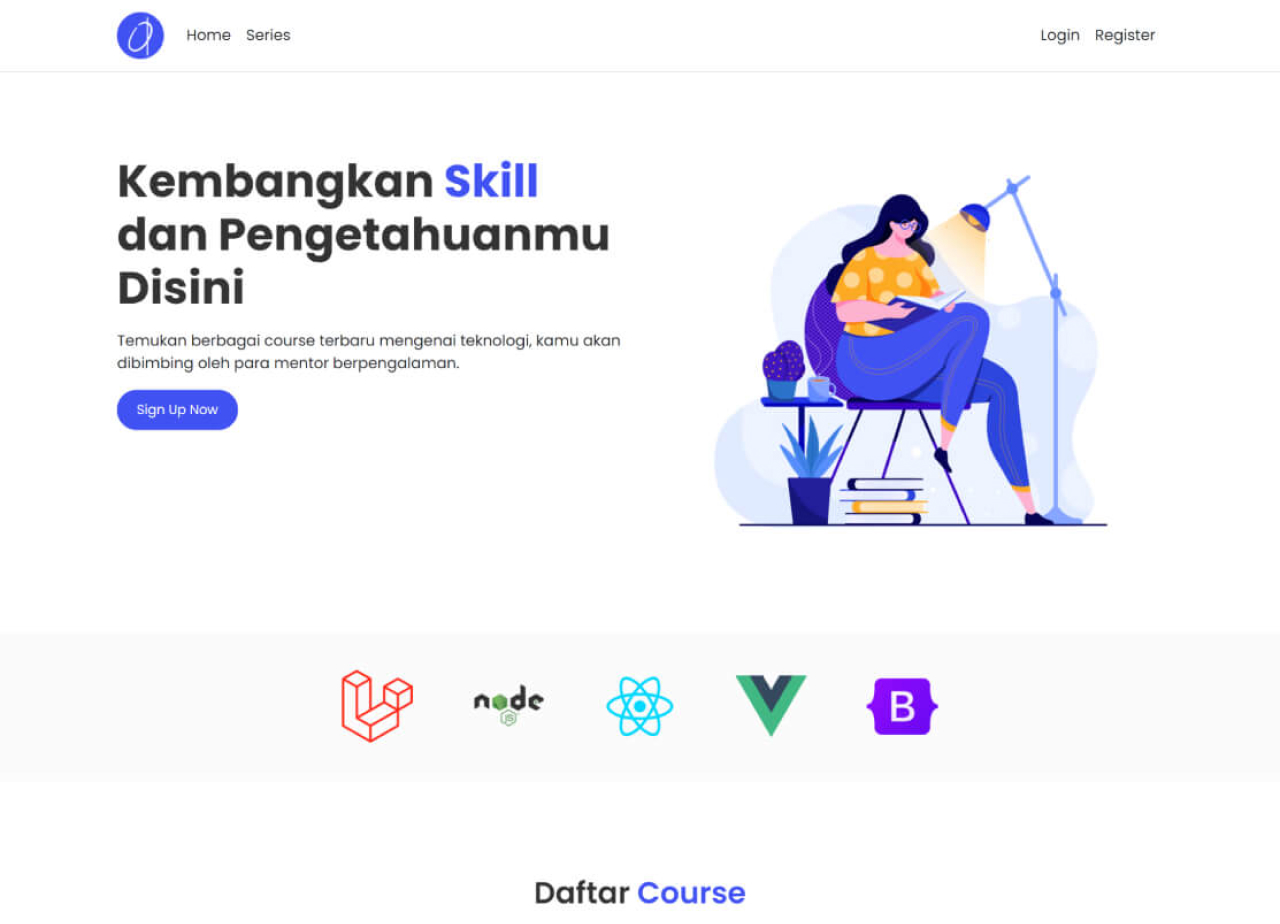 Home Series
Login Register
Kembangkan Skill
dan Pengetahuanmu
Disini
Temukan berbagai course terbaru mengenai teknologi, kamu akan
dibimbing oleh para mentor berpengalaman.
Sign Up Now
node
JS
B
Daftar Course